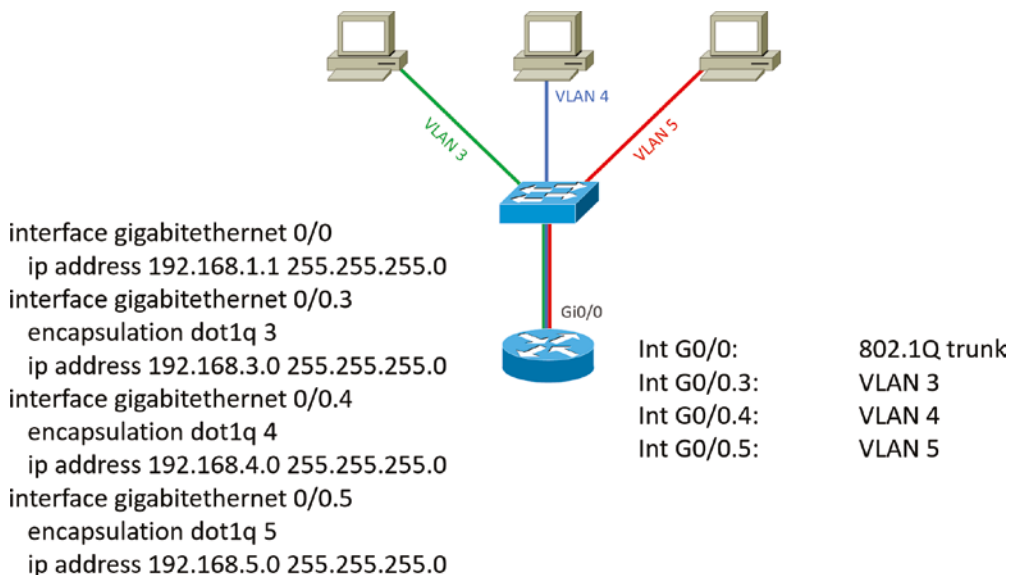 VLAN 3
VLAN 4
VLAN 5
Gi0/0
interface gigabitethernet 0/0
ip address 192.168.1.1 255.255.255.0
interface gigabitethernet 0/0.3
encapsulation dot1q 3
ip address 192.168.3.0 255.255.255.0
interface gigabitethernet 0/0.4
encapsulation dot1q 4
ip address 192.168.4.0 255.255.255.0
interface gigabitethernet 0/0.5
encapsulation dot1q 5
ip address 192.168.5.0 255.255.255.0
Int G0/0: 802.1Q trunk
Int G0/0.3: VLAN 3
Int G0/0.4: VLAN 4
Int G0/0.5: VLAN 5